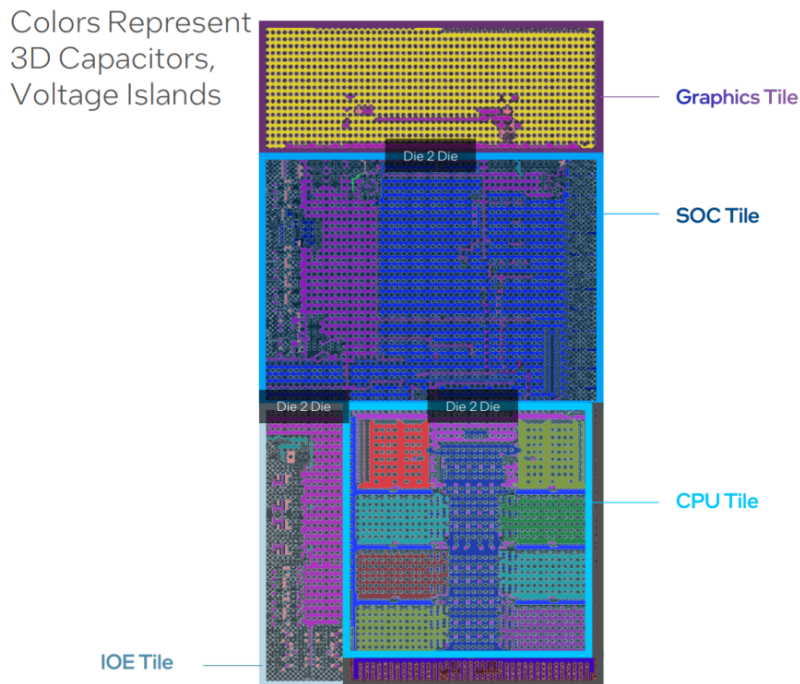 Colors Represent
3D Capacitors,
Voltage Islands
Graphics Tile
Die 2 Die
SOC Tile
Die 2 Die
Die 2 Die
CPU Tile
IOE Tile